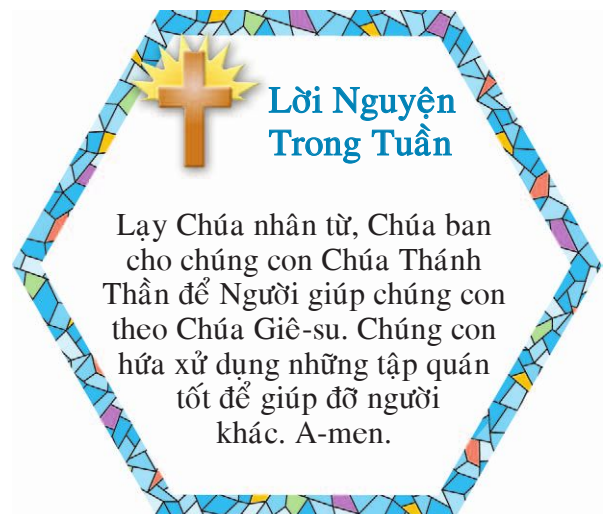 Lời Nguyện
Trong Tuần
Lạy Chúa nhân từ, Chúa ban
cho chúng con Chúa Thánh
Thần để Người giúp chúng con
theo Chúa Giê-su. Chúng con
hứa xử dụng những tập quán
tốt để giúp đỡ người
khác. A-men.